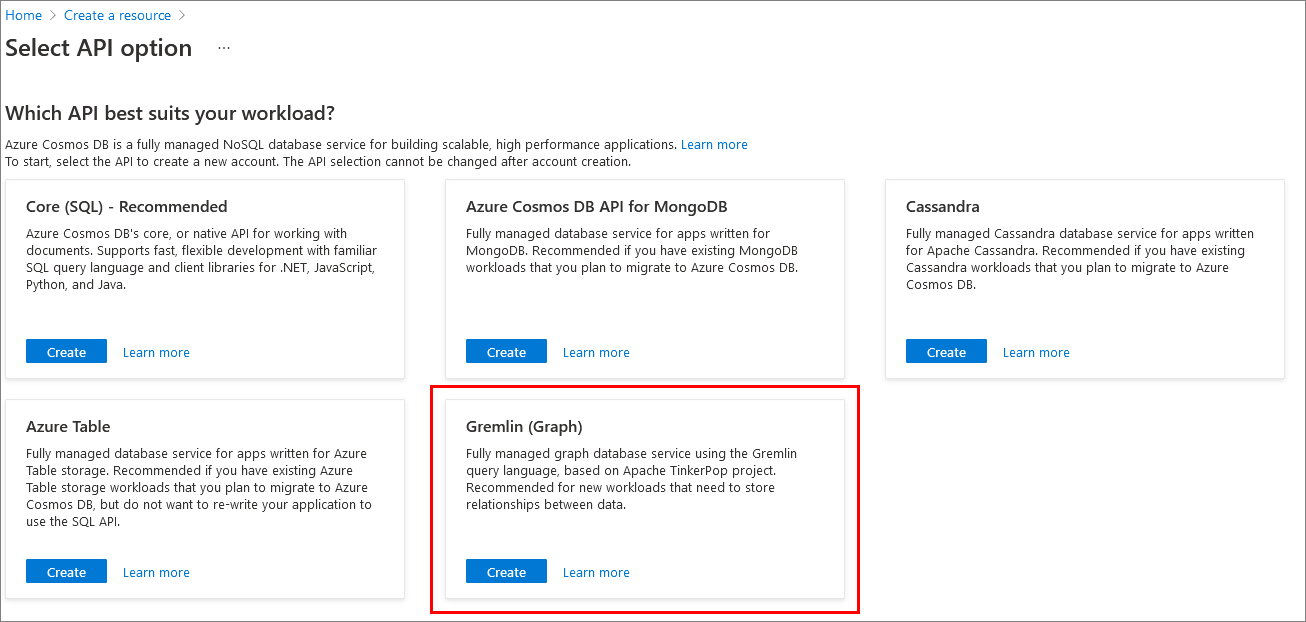 Home > Create a resource >
Select API option ...
Which API best suits your workload?
Azure Cosmos DB is a fully managed NoSQL database service for building scalable, high performance applications. Learn more
To start, select the API to create a new account. The API selection cannot be changed after account creation.
Core (SQL) - Recommended
Azure Cosmos DB's core, or native API for working with
documents. Supports fast, flexible development with familiar
SQL query language and client libraries for .NET, JavaScript,
Python, and Java.
Create Learn more
Azure Cosmos DB API for MongoDB
Fully managed database service for apps written for
MongoDB. Recommended if you have existing MongoDB
workloads that you plan to migrate to Azure Cosmos DB.
Create Learn more
Cassandra
Fully managed Cassandra database service for apps written
for Apache Cassandra. Recommended if you have existing
Cassandra workloads that you plan to migrate to Azure
Cosmos DB.
Create Learn more
Azure Table
Fully managed database service for apps written for Azure
Table storage. Recommended if you have existing Azure
Table storage workloads that you plan to migrate to Azure
Cosmos DB, but do not want to re-write your application to
use the SQL API.
Create Learn more
Gremlin (Graph)
Fully managed graph database service using the Gremlin
query language, based on Apache TinkerPop project.
Recommended for new workloads that need to store
relationships between data.
Create Learn more